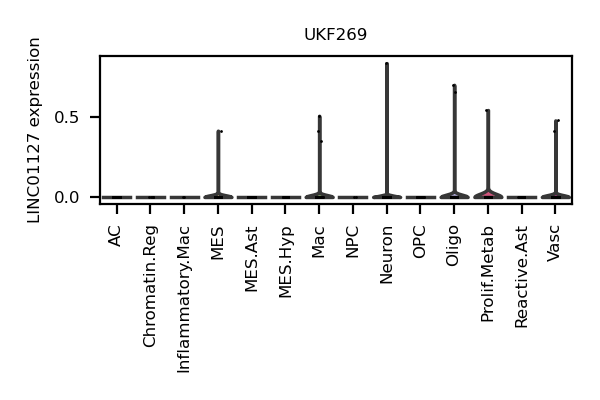 UKF269
LINC01127 expression
0.5
0.0
AC
Chromatin.Reg
Inflammatory.Mac
MES
MES.Ast
MES.Hyp
Mac
NPC
Neuron
OPC
Oligo
Prolif.Metab
Reactive.Ast
Vasc